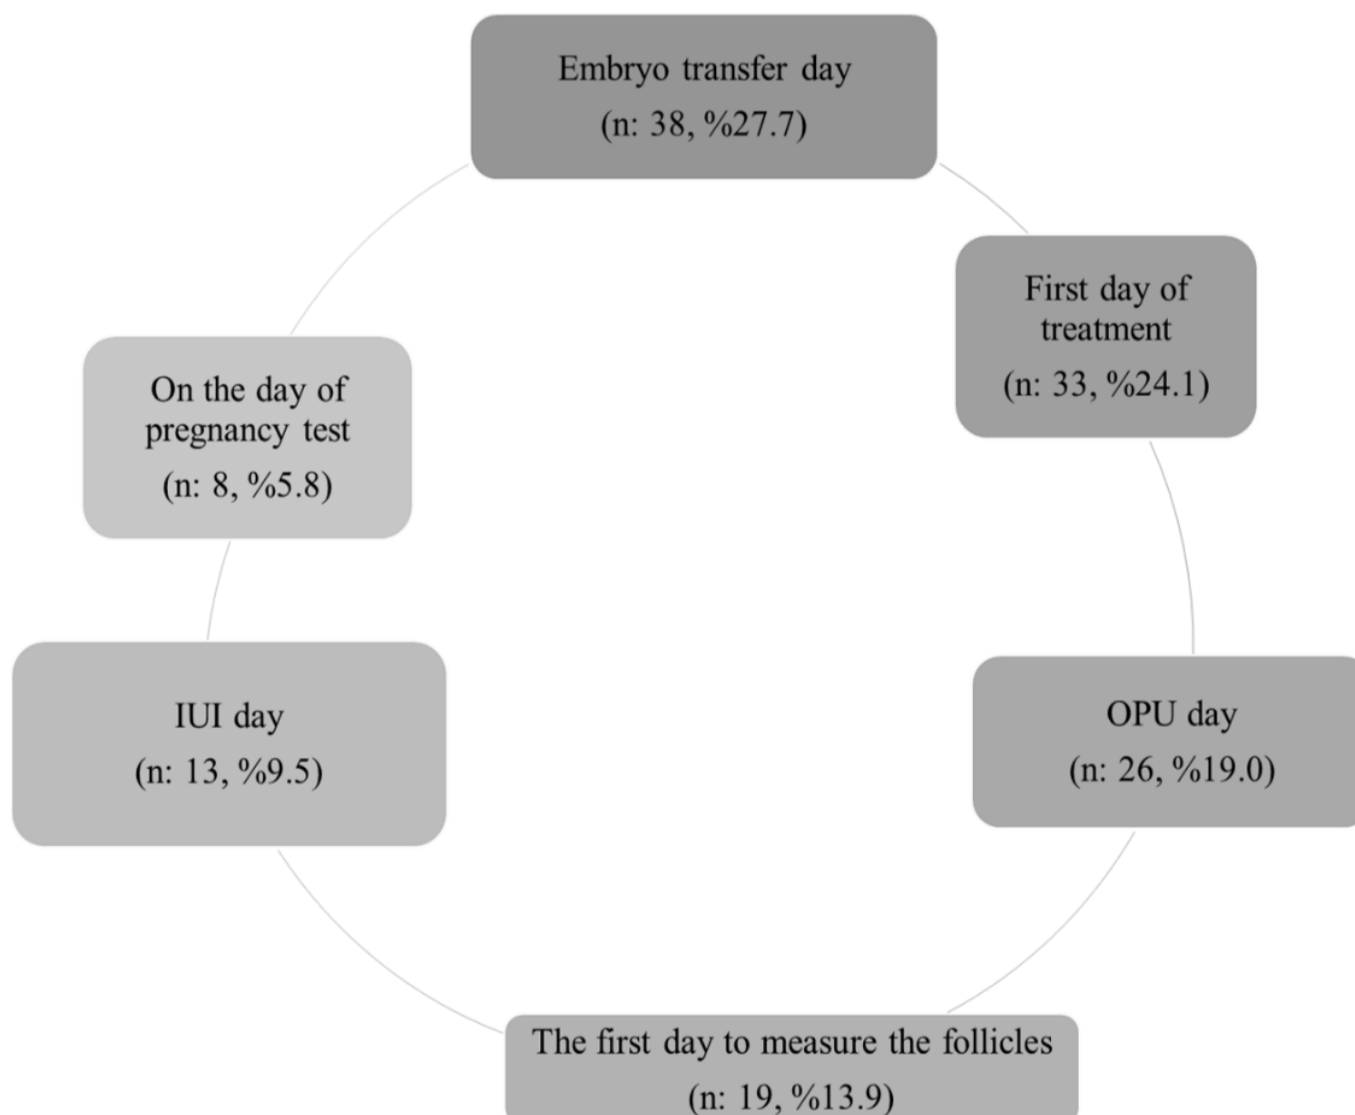 Embryo transfer day
(n: 38, %27.7)
First day of
treatment
(n: 33, %24.1)
OPU day
(n: 26, %19.0)
The first day to measure the follicles
(n: 19, %13.9)
IUI day
(n: 13, %9.5)
On the day of
pregnancy test
(n: 8, %5.8)